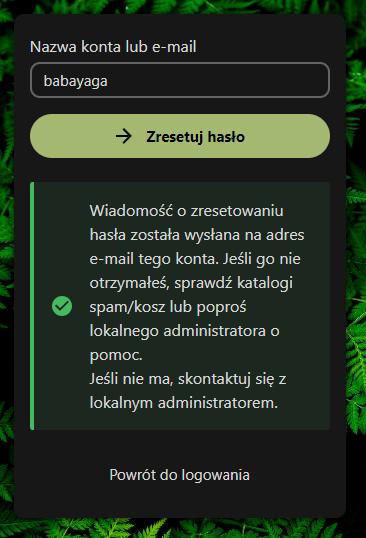 Nazwa konta lub e-mail
babayaga
Zresetuj hasło
Wiadomość o zresetowaniu
hasła została wysłana na adres
e-mail tego konta. Jeśli go nie
otrzymałeś, sprawdź katalogi
spam/kosz lub poproś
lokalnego administratora o
pomoc.
Jeśli nie ma, skontaktuj się z
lokalnym administratorem.
Powrót do logowania